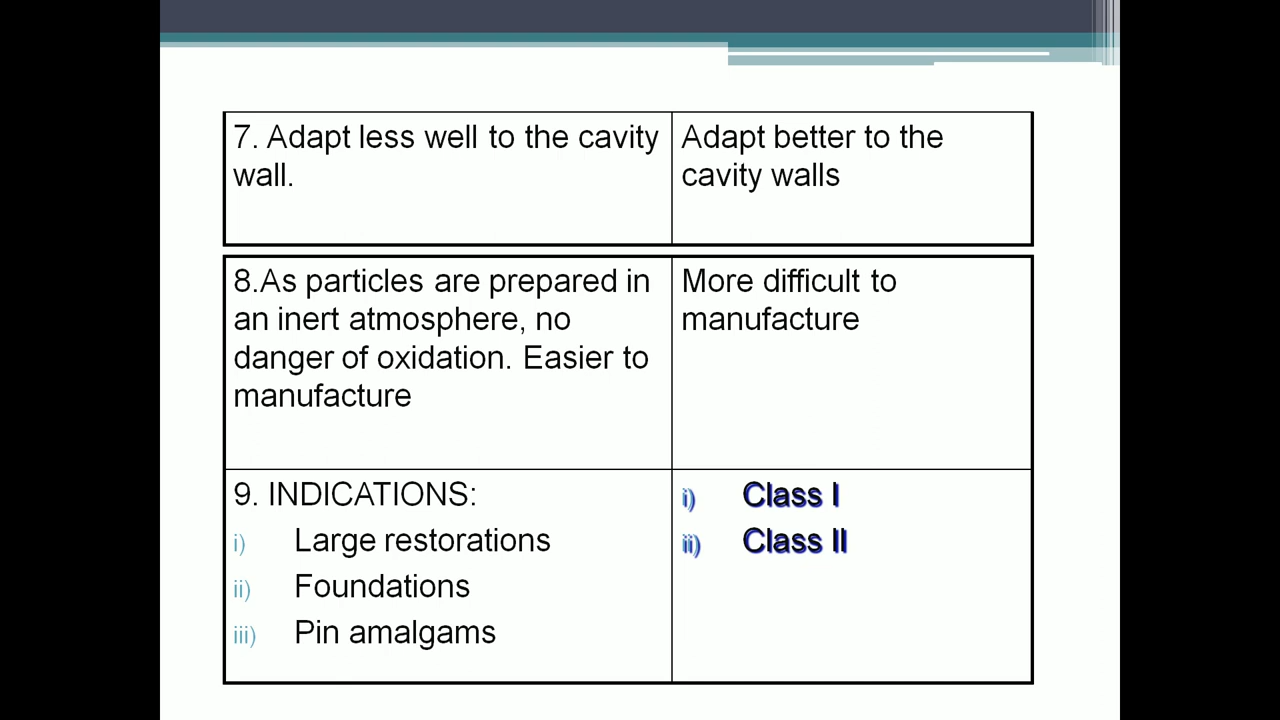 7. Adapt less well to the cavity
wall.
Adapt better to the
cavity walls
8.As particles are prepared in
an inert atmosphere, no
danger of oxidation. Easier to
manufacture
More difficult to
manufacture
9. INDICATIONS:
i) Large restorations
ii) Foundations
iii) Pin amalgams
i) Class I
ii) Class II